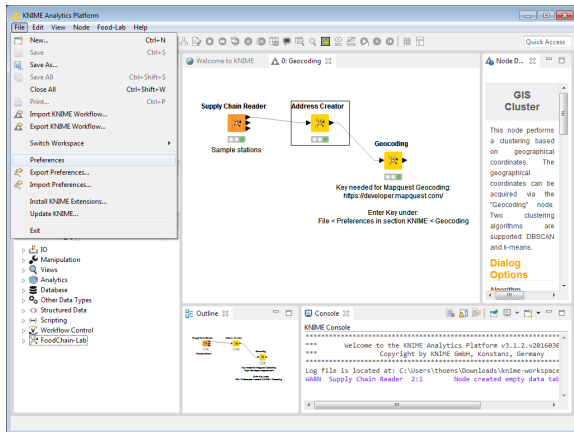 KNIME Analytics Platform
File Edit View Node Food-Lab Help
New... Ctrl+N
Save Ctrl+S
Save As...
Save All Ctrl+Shift+S
Close All Ctrl+Shift+W
Print... Ctrl+P
Import KNIME Workflow...
Export KNIME Workflow...
Switch Workspace
Preferences
Export Preferences...
Import Preferences...
Install KNIME Extensions...
Update KNIME...
Exit
IO
Manipulation
Views
Analytics
Database
Other Data Types
Structured Data
Scripting
Workflow Control
FoodChain-Lab
Quick Access
Welcome to KNIME
0: Geocoding
Supply Chain Reader
Address Creator
Sample stations
Geocoding
Key needed for Mapquest Geocoding:
https://developer.mapquest.com/
Enter Key under:
File < Preferences in section KNIME < Geocoding
Node D...
GIS
Cluster
This node performs
a clustering based
on geographical
coordinates. The
geographical
coordinates can be
acquired via the
"Geocoding" node.
Two clustering
algorithms are
supported: DBSCAN
and k-means.
Dialog
Options
Algorithm
Outline
Console
KNIME Console
*** Welcome to the KNIME Analytics Platform v3.1.2.v2016030
*** Copyright by KNIME GmbH, Konstanz, Germany
Log file is located at: C:\Users\thoens\Downloads\knime-workspace
WARN Supply Chain Reader 2:1 Node created empty data tab